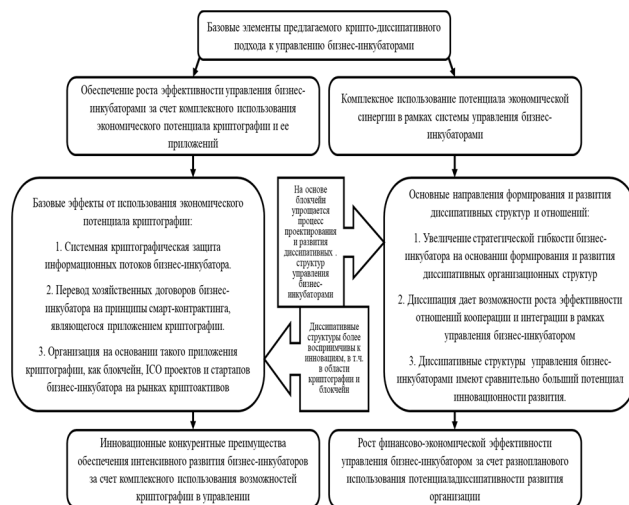 Базовые элементы предлагаемого крипто-диссипативного
подхода к управлению бизнес-инкубаторами
Обеспечение роста эффективности управления бизнес-
инкубаторами за счет комплексного использования
экономического потенциала криптографии и ее
приложений
Комплексное использование потенциала экономической
синергии в рамках системы управления бизнес-
инкубаторами
Базовые эффекты от использования экономического
потенциала криптографии:
1. Системная криптографическая защита
информационных потоков бизнес-инкубатора.
2. Перевод хозяйственных договоров бизнес-
инкубатора на принципы смарт-контрактинга,
являющегося приложением криптографии.
3. Организация на основании такого приложения
криптографии, как блокчейн, ICO проектов и стартапов
бизнес-инкубатора на рынках криптоактивов
На основе
блокчейн
упрощается
процесс
проектирования
и развития
диссипативных .
структур
управления
бизнес-
инкубаторами
Диссипативные
структуры более
восприимчивы к
инновациям, в т.ч.
в области
криптографии и
блокчейн
Основные направления формирования и развития
диссипативных структур и отношений:
1. Увеличение стратегической гибкости бизнес-
инкубатора на основании формирования и развития
диссипативных организационных структур
2. Диссипация дает возможности роста эффективности
отношений кооперации и интеграции в рамках
управления бизнес-инкубатором
3. Диссипативные структуры управления бизнес-
инкубаторами имеют сравнительно больший потенциал
инновационности развития.
Инновационные конкурентные преимущества
обеспечения интенсивного развития бизнес-инкубаторов
за счет комплексного использования возможностей
криптографии в управлении
Рост финансово-экономической эффективности
управления бизнес-инкубатором за счет разнопланового
использования потенциаладиссипативности развития
организации